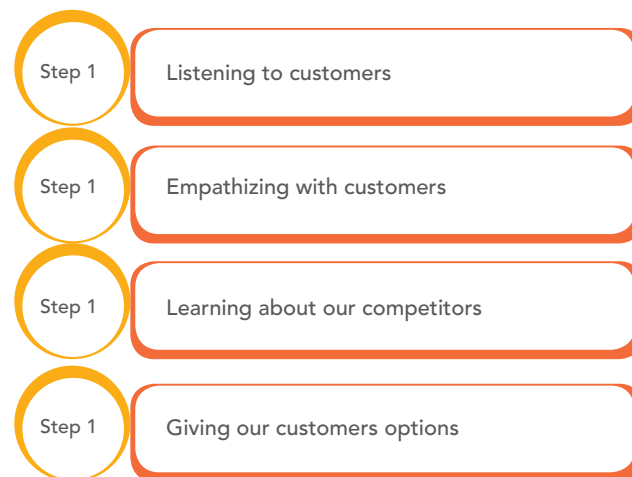 Step 1 Listening to customers
Step 1 Empathizing with customers
Step 1 Learning about our competitors
Step 1 Giving our customers options